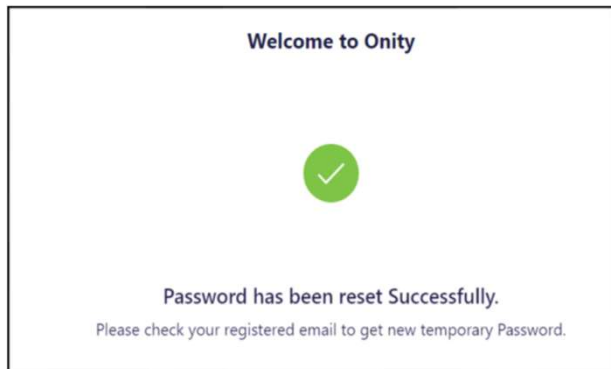 Welcome to Onity
Password has been reset Successfully.
Please check your registered email to get new temporary Password.